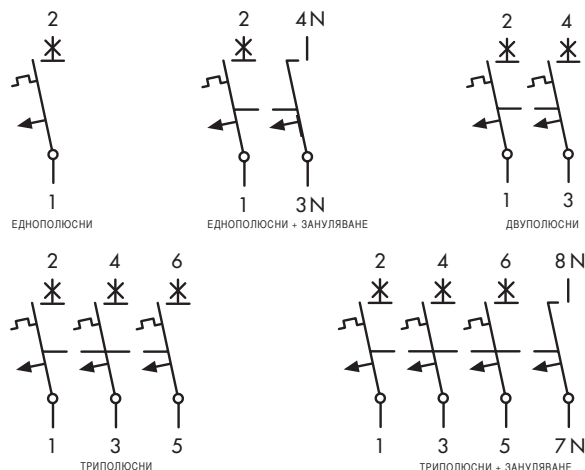 2
1
ЕДНОПОЛЮСНИ
2 4N
1 3N
ЕДНОПОЛЮСНИ + ЗАНУЛЯВАНЕ
2 4
1 3
ДВУПОЛЮСНИ
2 4 6
1 3 5
ТРИПОЛЮСНИ
2 4 6 8N
1 3 5 7N
ТРИПОЛЮСНИ + ЗАНУЛЯВАНЕ